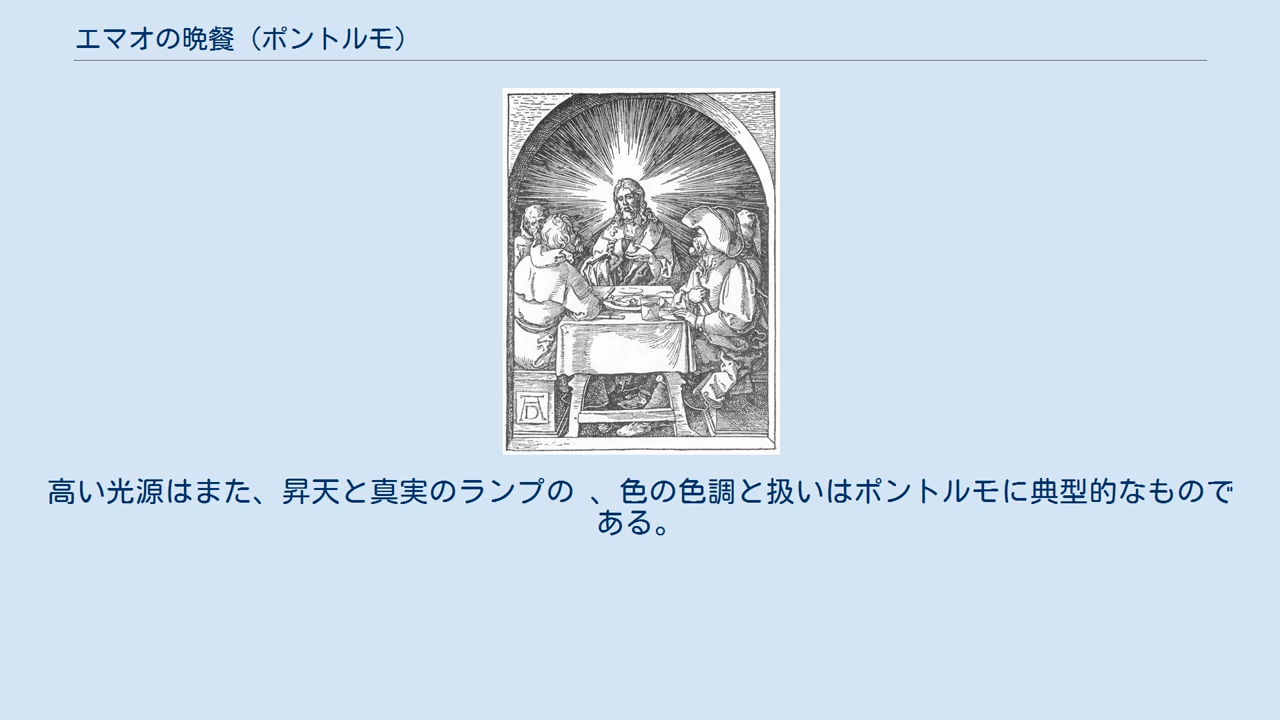 エマオの晩餐（ポントルモ）
AD
高い光源はまた、昇天と真実のランプの 、色の色調と扱いはポントルモに典型的なもので
ある。